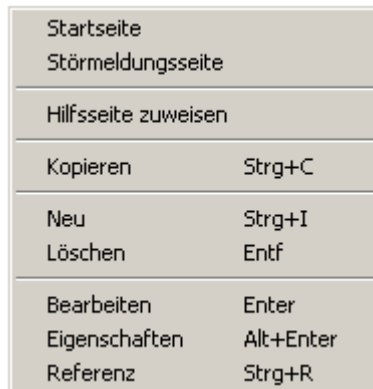 Startseite
Störmeldungsseite
Hilfsseite zuweisen
Kopieren Strg+C
Neu Strg+I
Löschen Entf
Bearbeiten Enter
Eigenschaften Alt+Enter
Referenz Strg+R